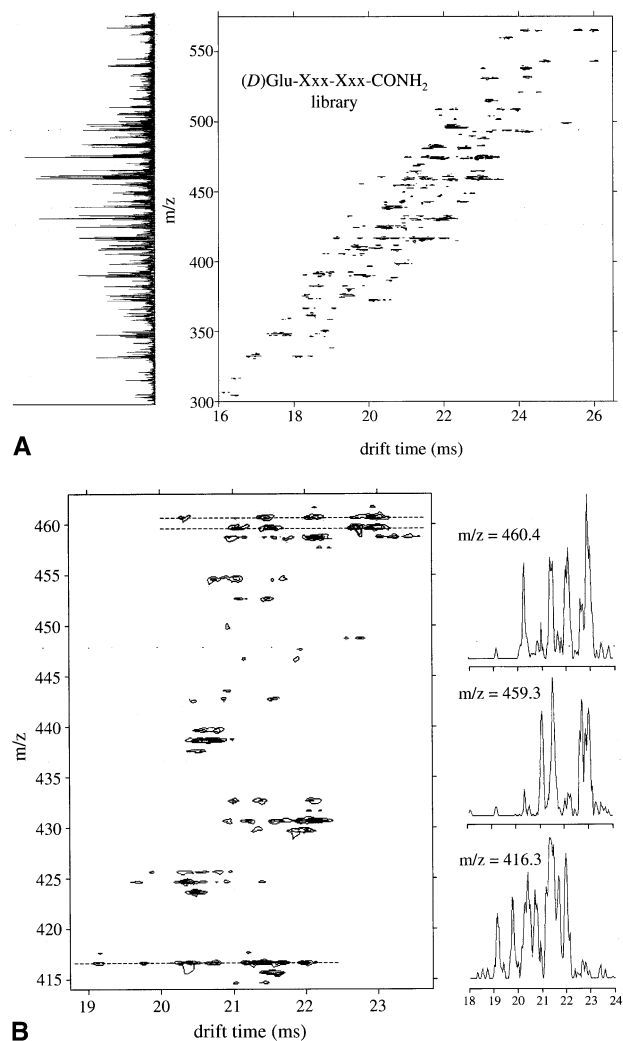 550
500
450
400
350
300
m/z
(D)Glu-Xxx-Xxx-CONH2
library
16 18 20 22 24 26
drift time (ms)
A
460
455
450
445
440
435
430
425
420
415
m/z
19 20 21 22 23
drift time (ms)
B
m/z = 460.4
m/z = 459.3
m/z = 416.3
18 19 20 21 22 23 24